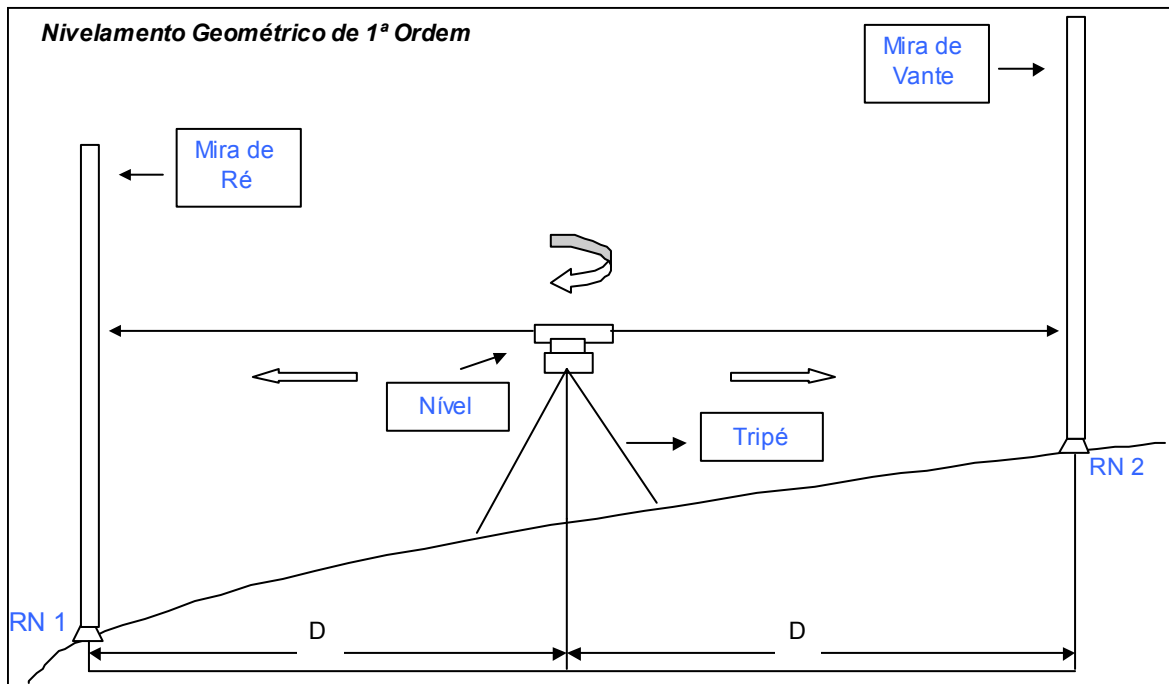 Nivelamento Geométrico de 1ª Ordem
Mira de
Vante
Mira de
Ré
Nível
Tripé
RN 2
RN 1
D
D